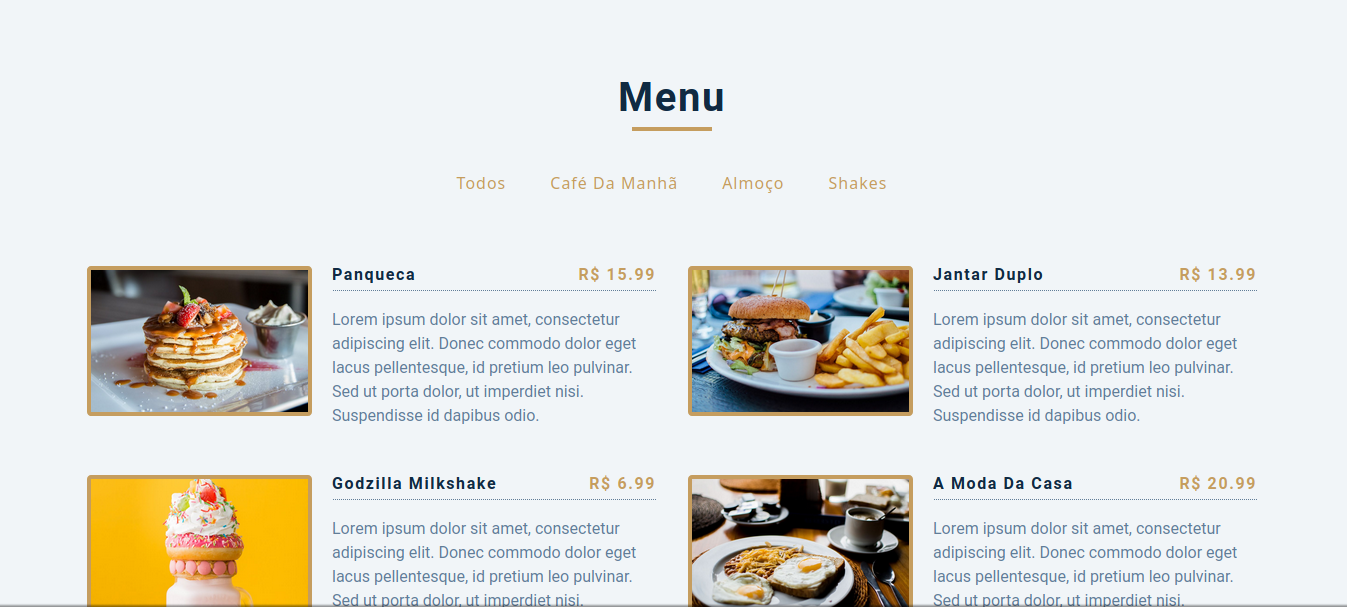 Menu
Todos Café Da Manhã Almoço Shakes
Panqueca R$ 15.99
Lorem ipsum dolor sit amet, consectetur
adipiscing elit. Donec commodo dolor eget
lacus pellentesque, id pretium leo pulvinar.
Sed ut porta dolor, ut imperdiet nisi.
Suspendisse id dapibus odio.
Jantar Duplo R$ 13.99
Lorem ipsum dolor sit amet, consectetur
adipiscing elit. Donec commodo dolor eget
lacus pellentesque, id pretium leo pulvinar.
Sed ut porta dolor, ut imperdiet nisi.
Suspendisse id dapibus odio.
Godzilla Milkshake R$ 6.99
Lorem ipsum dolor sit amet, consectetur
adipiscing elit. Donec commodo dolor eget
lacus pellentesque, id pretium leo pulvinar.
Sed ut porta dolor, ut imperdiet nisi.
A Moda Da Casa R$ 20.99
Lorem ipsum dolor sit amet, consectetur
adipiscing elit. Donec commodo dolor eget
lacus pellentesque, id pretium leo pulvinar.
Sed ut porta dolor, ut imperdiet nisi.